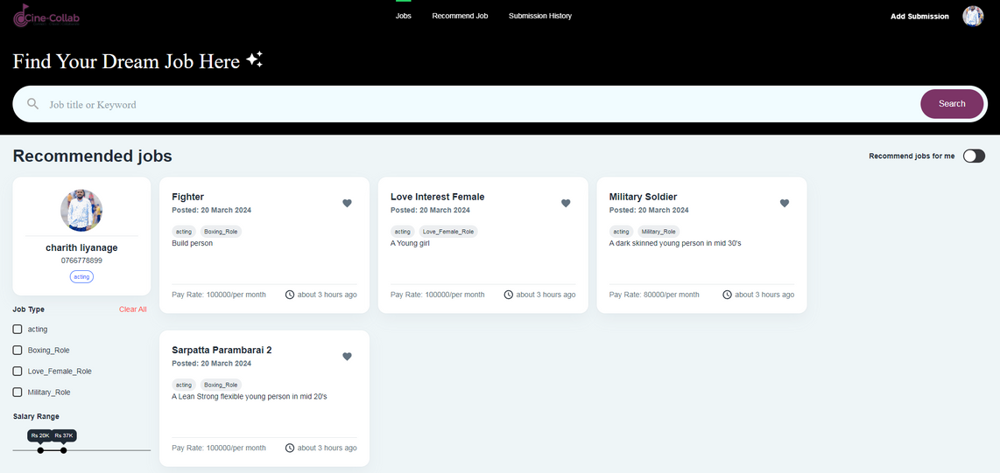 Cine-Collab
Jobs
Recommend Job
Submission History
Add Submission
Find Your Dream Job Here
Job title or Keyword
Search
Recommended jobs
Recommend jobs for me
charith liyanage
0766778899
acting
Job Type
Clear All
acting
Boxing_Role
Love_Female_Role
Military_Role
Salary Range
Rs 20K
Rs 37K
Fighter
Posted: 20 March 2024
acting
Boxing_Role
Build person
Pay Rate: 100000/per month
about 3 hours ago
Love Interest Female
Posted: 20 March 2024
acting
Love_Female_Role
A Young girl
Pay Rate: 100000/per month
about 3 hours ago
Military Soldier
Posted: 20 March 2024
acting
Military_Role
A dark skinned young person in mid 30's
Pay Rate: 80000/per month
about 3 hours ago
Sarpatta Parambarai 2
Posted: 20 March 2024
acting
Boxing_Role
A Lean Strong flexible young person in mid 20's
Pay Rate: 100000/per month
about 3 hours ago